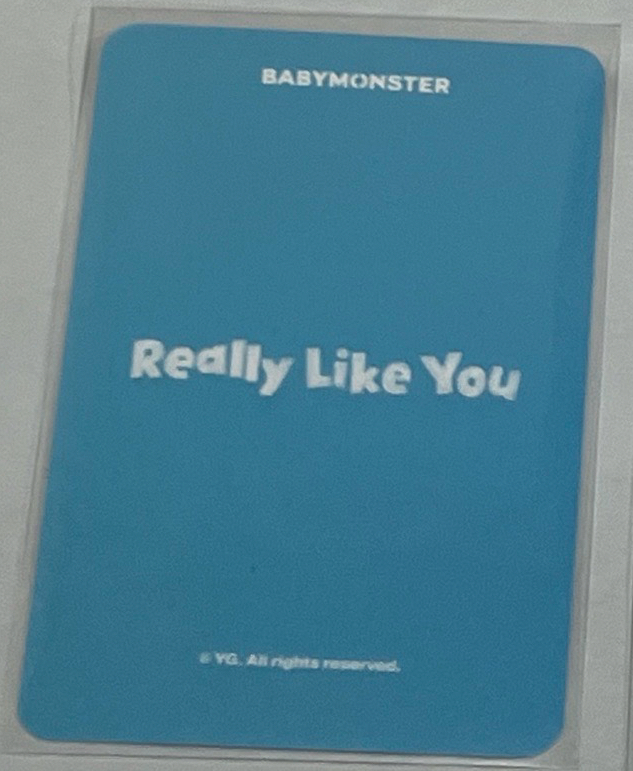 BABYMONSTER
Really Like You
© YG. All rights reserved.